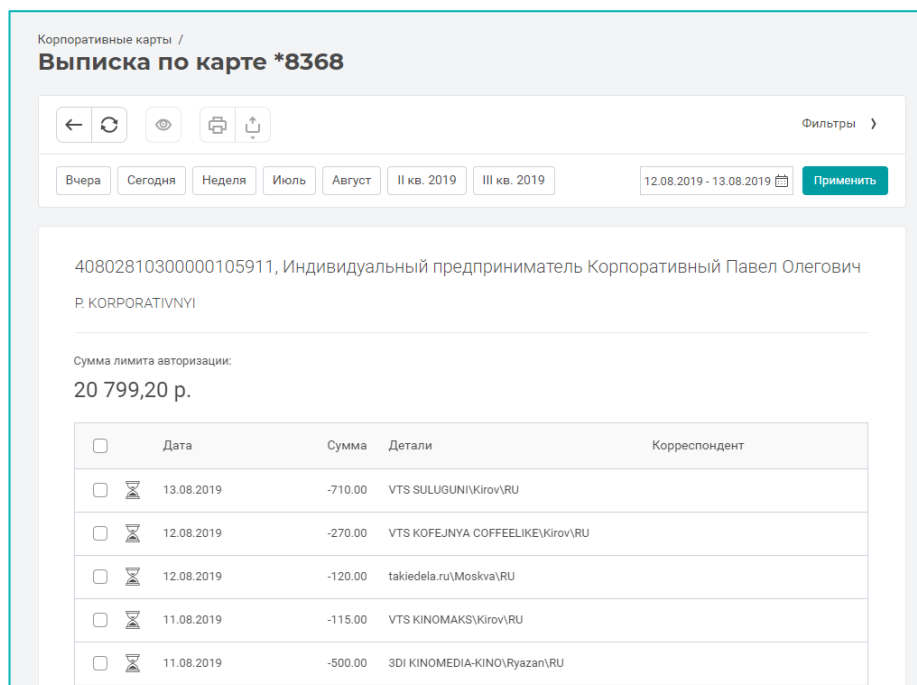 Корпоративные карты /
Выписка по карте *8368
Фильтры
Вчера Сегодня Неделя Июль Август II кв. 2019 III кв. 2019 12.08.2019 - 13.08.2019 Применить
40802810300000105911, Индивидуальный предприниматель Корпоративный Павел Олегович
P. KORPORATIVNYI
Сумма лимита авторизации:
20 799,20 р.
Дата Сумма Детали Корреспондент
13.08.2019 -710.00 VTS SULUGUNI\Kirov\RU
12.08.2019 -270.00 VTS KOFEJNYA COFFEELIKE\Kirov\RU
12.08.2019 -120.00 takiedela.ru\Moskva\RU
11.08.2019 -115.00 VTS KINOMAKS\Kirov\RU
11.08.2019 -500.00 3DI KINOMEDIA-KINO\Ryazan\RU